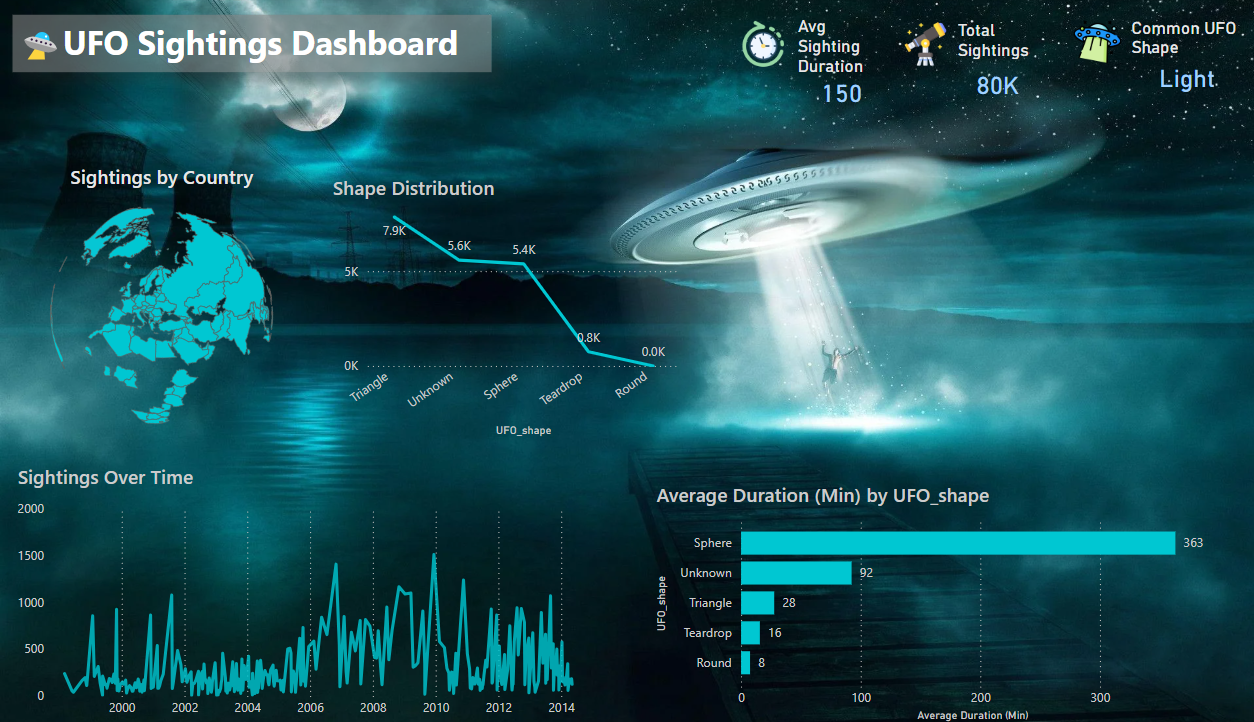 UFO Sightings Dashboard
Avg
Sighting
Duration
150
Total
Sightings
80K
Common UFO
Shape
Light
Sightings by Country
Shape Distribution
7.9K
5.6K
5.4K
0.8K
0.0K
5K
0K
Triangle
Unknown
Sphere
Teardrop
Round
UFO_shape
Sightings Over Time
2000
1500
1000
500
0
2000
2002
2004
2006
2008
2010
2012
2014
Average Duration (Min) by UFO_shape
UFO_shape
Sphere 363
Unknown 92
Triangle 28
Teardrop 16
Round 8
0
100
200
300
Average Duration (Min)